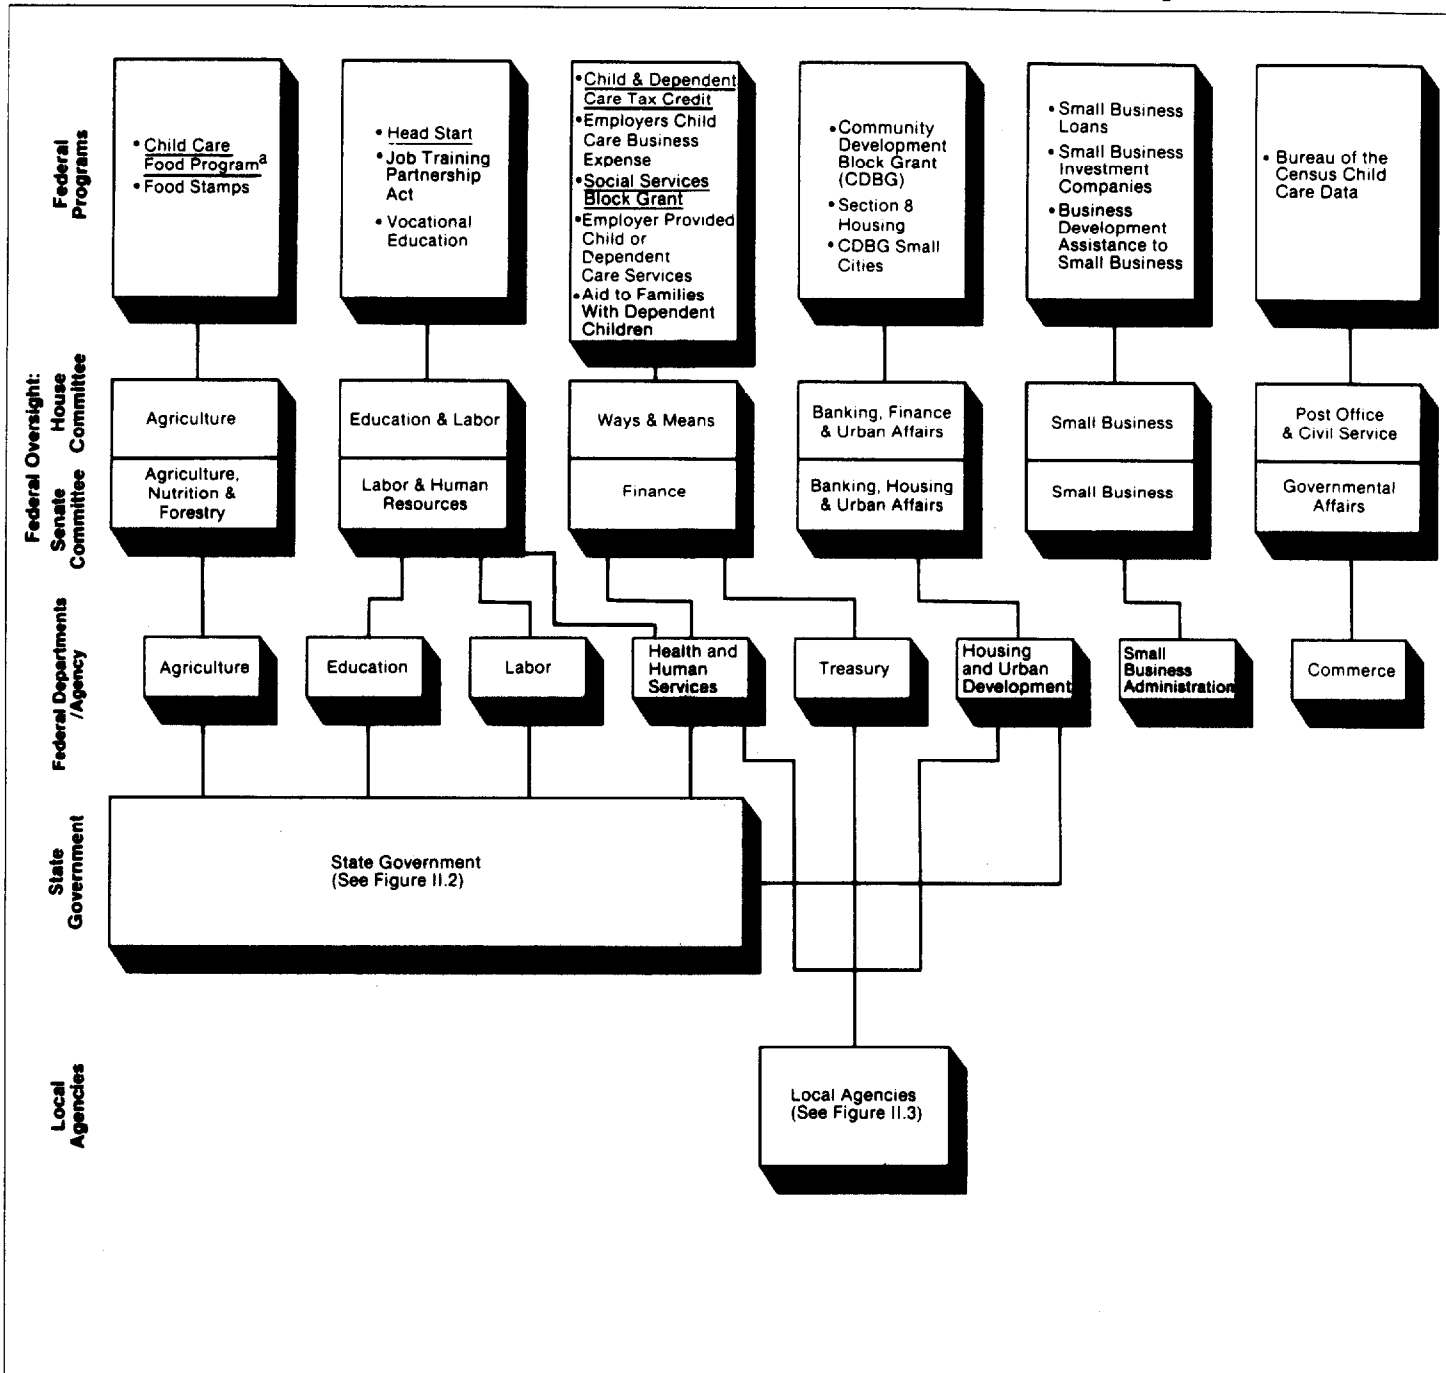 Federal
Programs
• Child Care
Food Programa
• Food Stamps
• Head Start
• Job Training
Partnership
Act
• Vocational
Education
• Child & Dependent
Care Tax Credit
• Employers Child
Care Business
Expense
• Social Services
Block Grant
• Employer Provided
Child or
Dependent
Care Services
• Aid to Families
With Dependent
Children
• Community
Development
Block Grant
(CDBG)
• Section 8
Housing
• CDBG Small
Cities
• Small Business
Loans
• Small Business
Investment
Companies
• Business
Development
Assistance to
Small Business
• Bureau of the
Census Child
Care Data
Federal Oversight:
House
Committee
Agriculture
Education & Labor
Ways & Means
Banking, Finance
& Urban Affairs
Small Business
Post Office
& Civil Service
Senate
Committee
Agriculture,
Nutrition &
Forestry
Labor & Human
Resources
Finance
Banking, Housing
& Urban Affairs
Small Business
Governmental
Affairs
Federal Departments
/Agency
Agriculture
Education
Labor
Health and
Human
Services
Treasury
Housing
and Urban
Development
Small
Business
Administration
Commerce
State
Government
State Government
(See Figure II.2)
Local
Agencies
Local Agencies
(See Figure II.3)